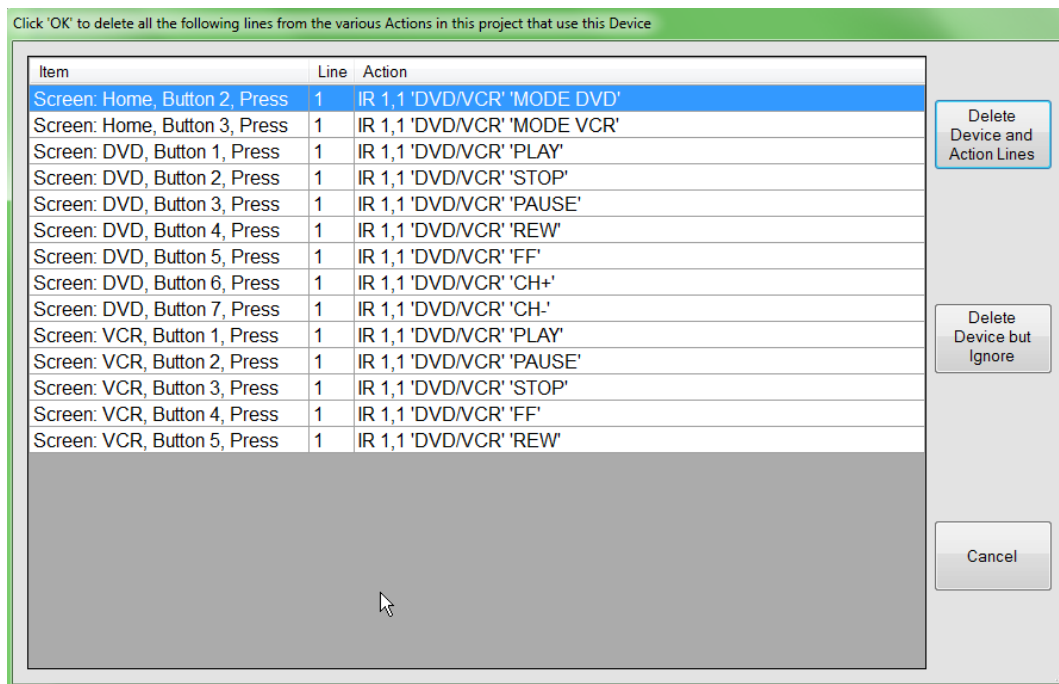 Click 'OK' to delete all the following lines from the various Actions in this project that use this Device
Item Line Action
Screen: Home, Button 2, Press 1 IR 1,1 'DVD/VCR' 'MODE DVD'
Screen: Home, Button 3, Press 1 IR 1,1 'DVD/VCR' 'MODE VCR'
Screen: DVD, Button 1, Press 1 IR 1,1 'DVD/VCR' 'PLAY'
Screen: DVD, Button 2, Press 1 IR 1,1 'DVD/VCR' 'STOP'
Screen: DVD, Button 3, Press 1 IR 1,1 'DVD/VCR' 'PAUSE'
Screen: DVD, Button 4, Press 1 IR 1,1 'DVD/VCR' 'REW'
Screen: DVD, Button 5, Press 1 IR 1,1 'DVD/VCR' 'FF'
Screen: DVD, Button 6, Press 1 IR 1,1 'DVD/VCR' 'CH+'
Screen: DVD, Button 7, Press 1 IR 1,1 'DVD/VCR' 'CH-'
Screen: VCR, Button 1, Press 1 IR 1,1 'DVD/VCR' 'PLAY'
Screen: VCR, Button 2, Press 1 IR 1,1 'DVD/VCR' 'PAUSE'
Screen: VCR, Button 3, Press 1 IR 1,1 'DVD/VCR' 'STOP'
Screen: VCR, Button 4, Press 1 IR 1,1 'DVD/VCR' 'FF'
Screen: VCR, Button 5, Press 1 IR 1,1 'DVD/VCR' 'REW'
Delete
Device and
Action Lines
Delete
Device but
Ignore
Cancel